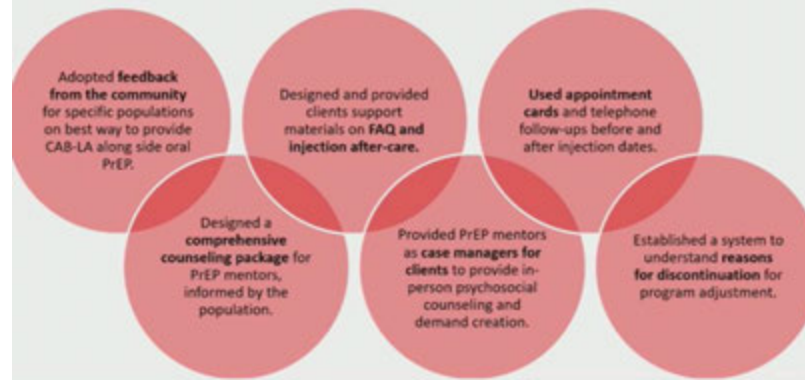 Adopted feedback
from the community
for specific populations
on best way to provide
CAB-LA along side oral
PrEP.
Designed a
comprehensive
counseling package for
PrEP mentors,
informed by the
population.
Designed and provided
clients support
materials on FAQ and
injection after-care.
Provided PrEP mentors
as case managers for
clients to provide in-
person psychosocial
counseling and
demand creation.
Used appointment
cards and telephone
follow-ups before and
after injection dates.
Established a system to
understand reasons
for discontinuation for
program adjustment.